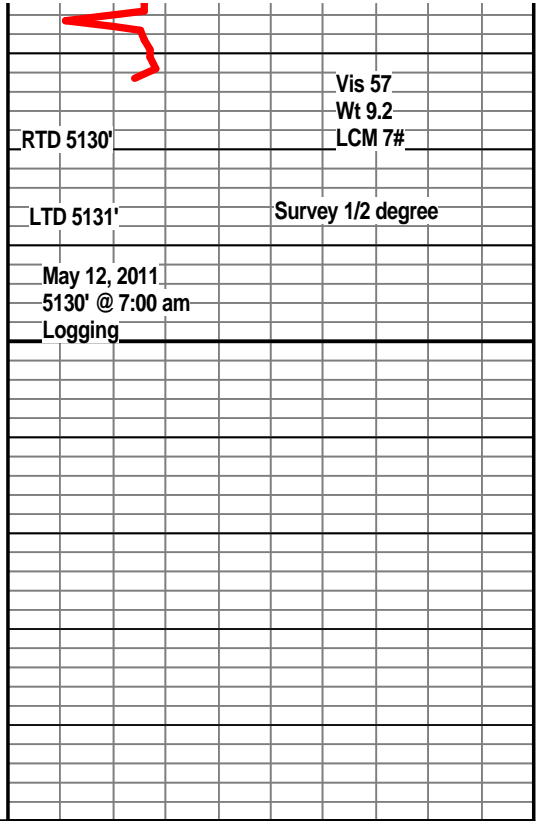 Vis 57
Wt 9.2
LCM 7#
RTD 5130'
LTD 5131'
Survey 1/2 degree
May 12, 2011
5130' @ 7:00 am
Logging